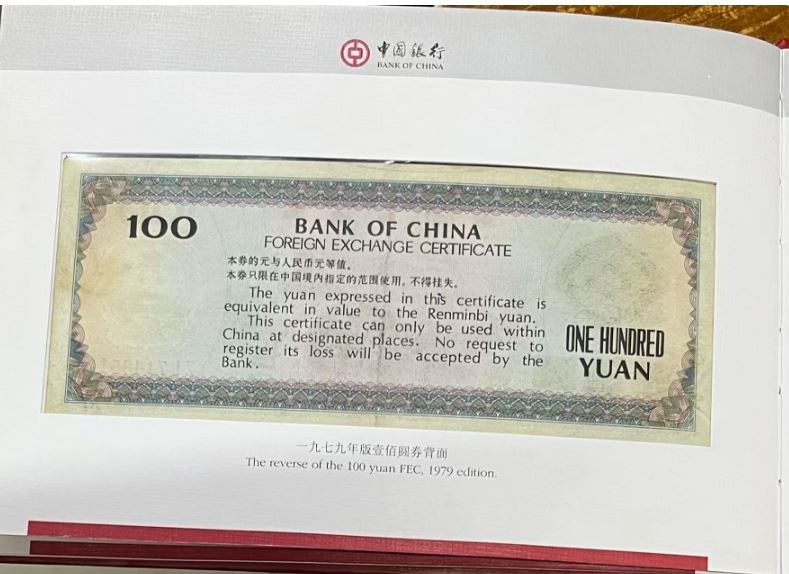 中国银行
BANK OF CHINA
100
BANK OF CHINA
FOREIGN EXCHANGE CERTIFICATE
本券的元与人民币元等值。
本券只限在中国境内指定的范围使用,不得挂失。
The yuan expressed in this certificate is
equivalent in value to the Renminbi yuan.
This certificate can only be used within
China at designated places. No request to
register its loss will be accepted by the
Bank.
ONE HUNDRED
YUAN
一九七九年版壹佰圆券背面
The reverse of the 100 yuan FEC, 1979 edition.